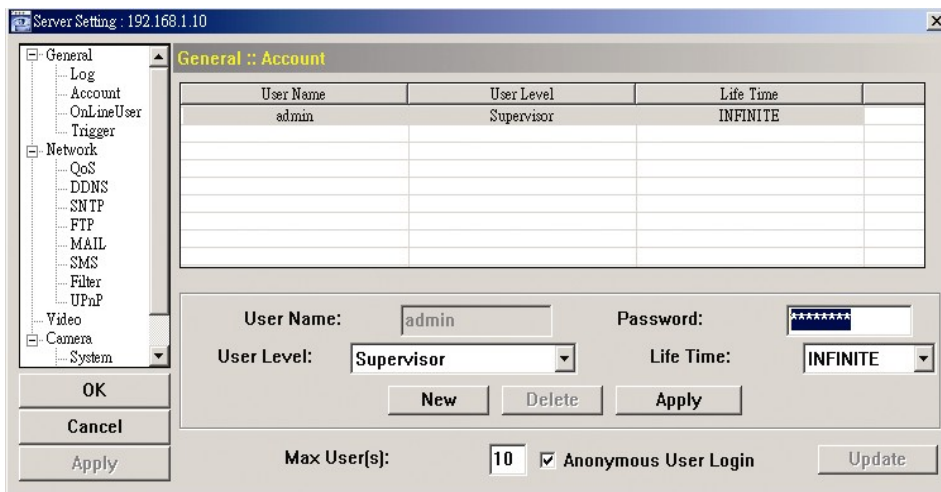 Server Setting : 192.168.1.10
General
Log
Account
OnLineUser
Trigger
Network
QoS
DDNS
SNTP
FTP
MAIL
SMS
Filter
UPnP
Video
Camera
System
OK
Cancel
Apply
General :: Account
User Name User Level Life Time
admin Supervisor INFINITE
User Name: admin Password: ********
User Level: Supervisor Life Time: INFINITE
New Delete Apply
Max User(s): 10 Anonymous User Login Update